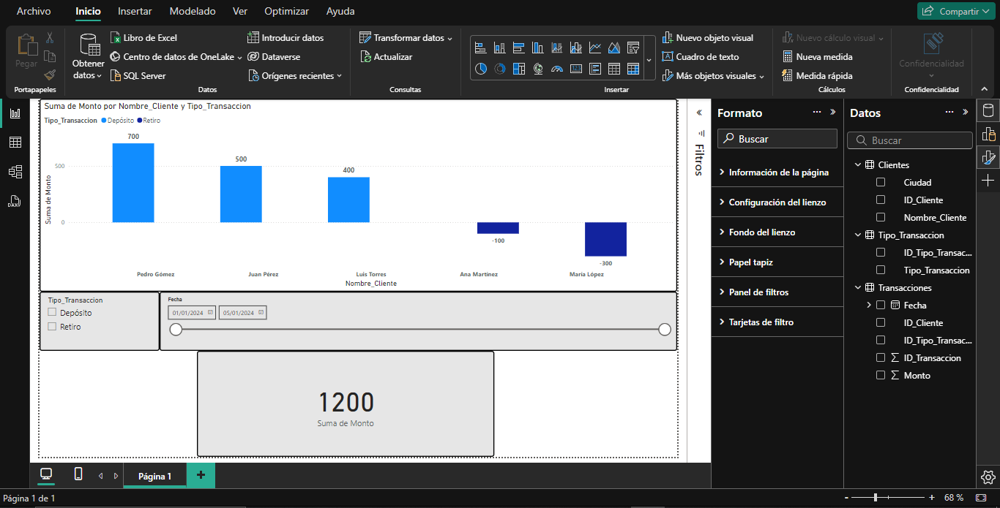 Archivo Inicio Insertar Modelado Ver Optimizar Ayuda Compartir
Pegar
Portapapeles
Obtener datos
Libro de Excel
Centro de datos de OneLake
SQL Server
Introducir datos
Dataverse
Orígenes recientes
Datos
Transformar datos
Actualizar
Consultas
Nuevo objeto visual
Cuadro de texto
Más objetos visuales
Insertar
Nuevo cálculo visual
Nueva medida
Medida rápida
Cálculos
Confidencialidad
Confidencialidad
DAX
Suma de Monto por Nombre_Cliente y Tipo_Transaccion
Tipo_Transaccion Depósito Retiro
Suma de Monto
500
0
700
500
400
-100
-300
Pedro Gómez Juan Pérez Luis Torres Ana Martínez María López
Nombre_Cliente
Tipo_Transaccion
Depósito
Retiro
Fecha
01/01/2024 05/01/2024
1200
Suma de Monto
Filtros
Formato
Buscar
Información de la página
Configuración del lienzo
Fondo del lienzo
Papel tapiz
Panel de filtros
Tarjetas de filtro
Datos
Buscar
Clientes
Ciudad
ID_Cliente
Nombre_Cliente
Tipo_Transaccion
ID_Tipo_Transac...
Tipo_Transaccion
Transacciones
Fecha
ID_Cliente
ID_Tipo_Transac...
ID_Transaccion
Monto
Página 1
Página 1 de 1
68 %